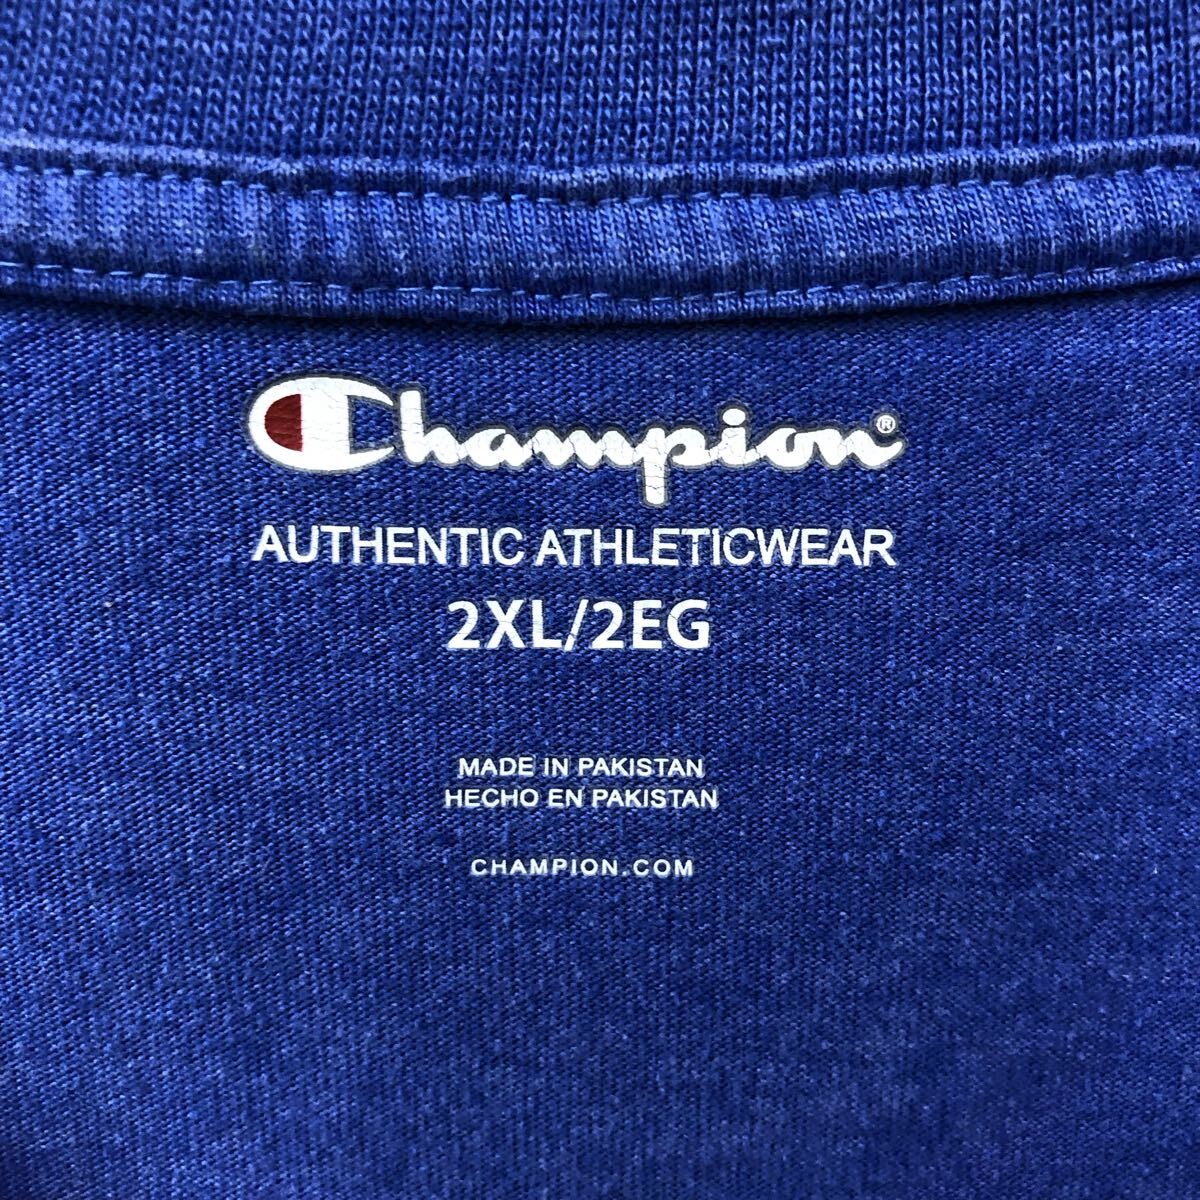 Champion®
AUTHENTIC ATHLETICWEAR
2XL/2EG
MADE IN PAKISTAN
HECHO EN PAKISTAN
CHAMPION.COM